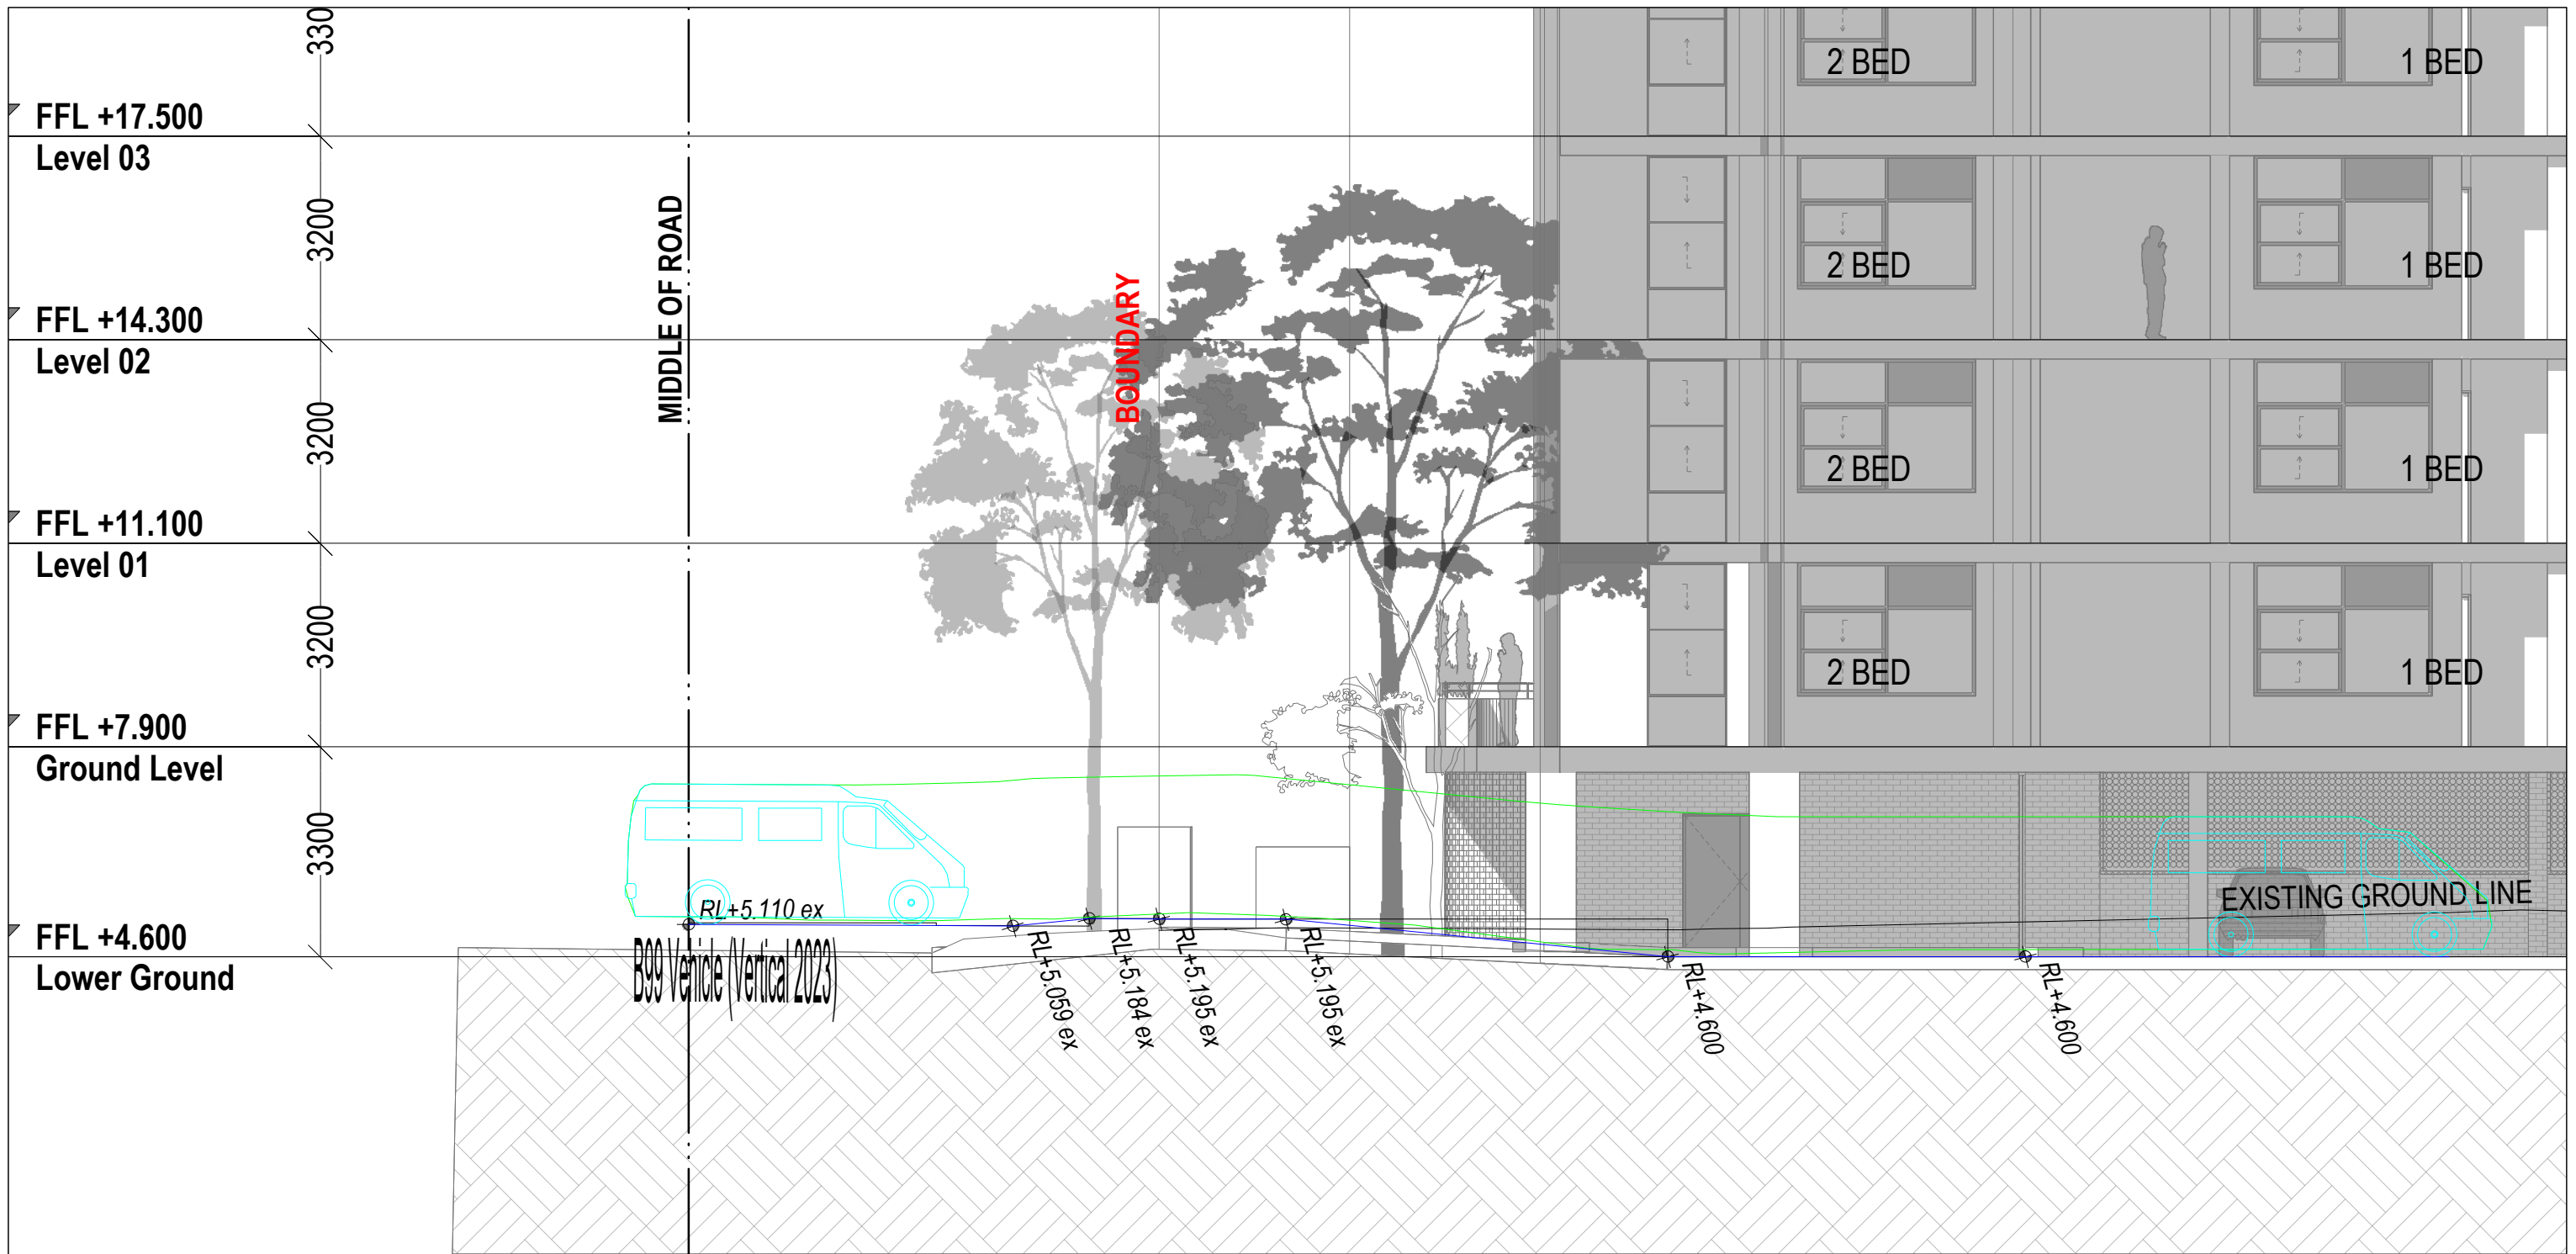 330
FFL +17.500
Level 03
3200
FFL +14.300
Level 02
3200
FFL +11.100
Level 01
3200
FFL +7.900
Ground Level
3300
FFL +4.600
Lower Ground
MIDDLE OF ROAD
BOUNDARY
2 BED
1 BED
2 BED
1 BED
2 BED
1 BED
2 BED
1 BED
EXISTING GROUND LINE
RL+5.110 ex
B99 Vehicle (Vertical 2023)
RL+5.059 ex
RL+5.184 ex
RL+5.195 ex
RL+5.195 ex
RL+4.600
RL+4.600